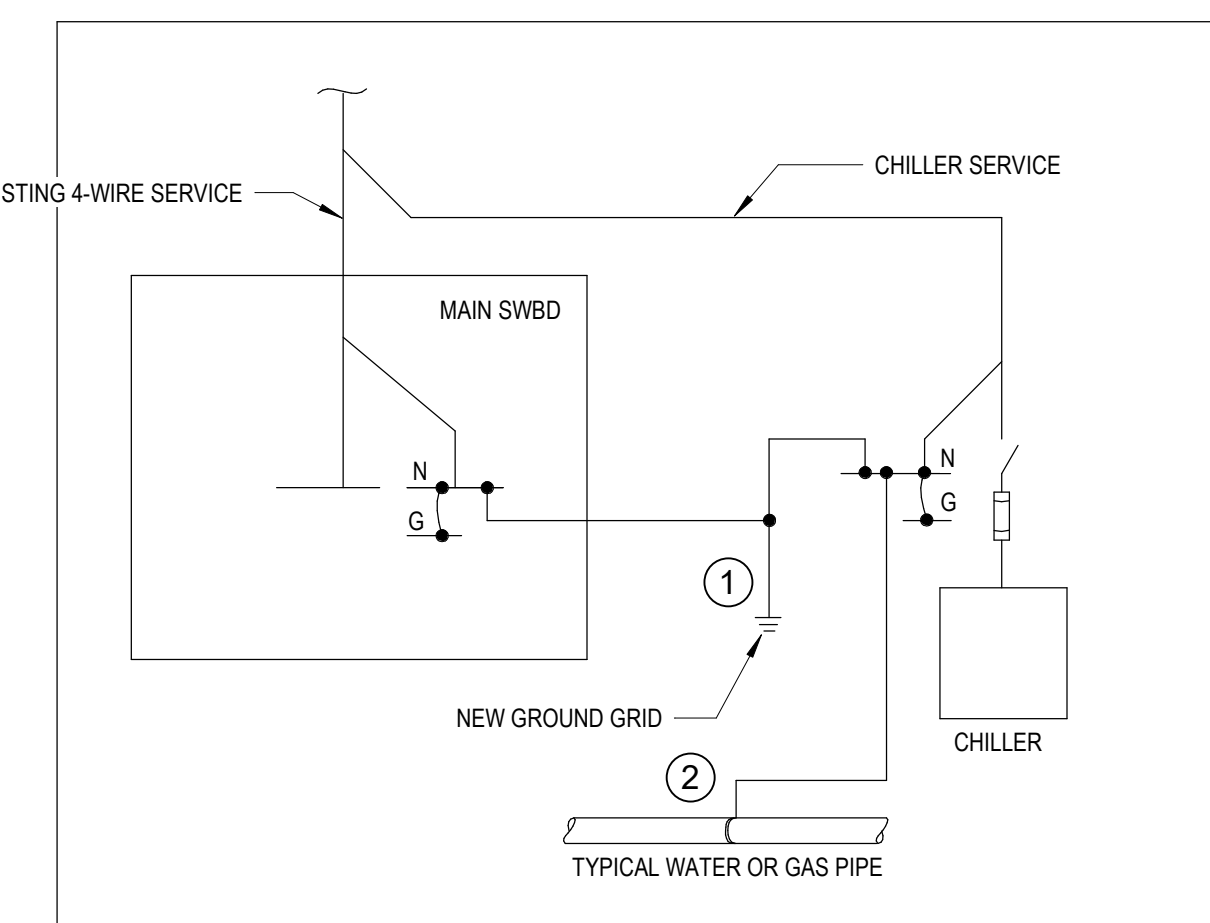 CHILLER SERVICE
STING 4-WIRE SERVICE
MAIN SWBD
N
G
N
G
1
NEW GROUND GRID
2
CHILLER
TYPICAL WATER OR GAS PIPE